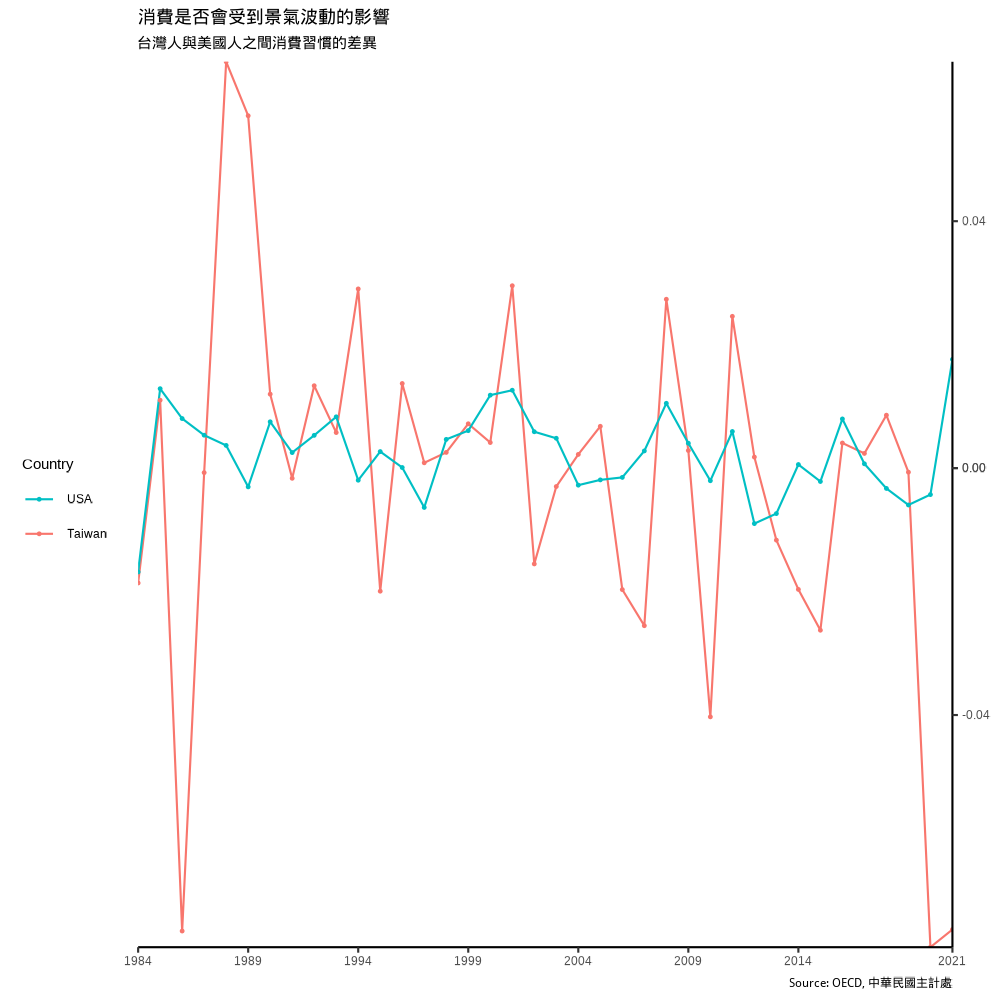 消費是否會受到景氣波動的影響
台灣人與美國人之間消費習慣的差異
0.04
0.00
-0.04
Country
USA
Taiwan
1984 1989 1994 1999 2004 2009 2014 2021
Source: OECD, 中華民國主計處